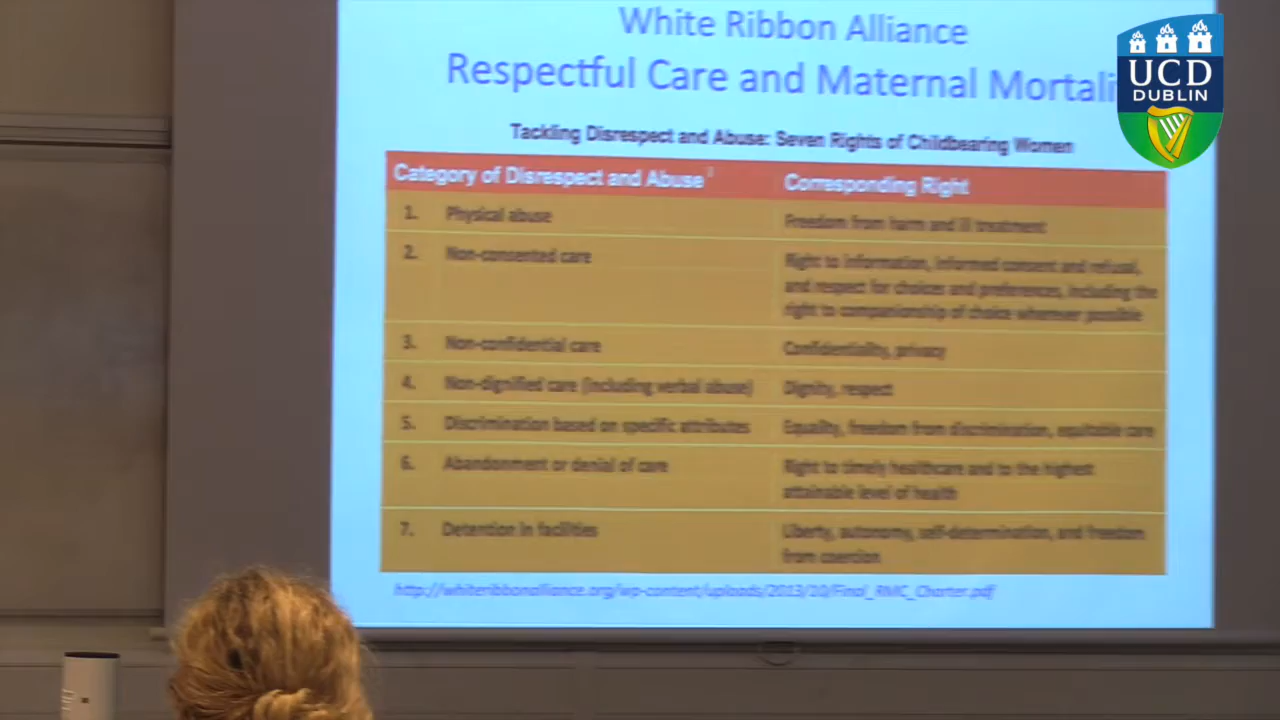 White Ribbon Alliance
Respectful Care and Maternal Mortali
UCD
DUBLIN
Tackling Disrespect and Abuse: Seven Rights of Childbearing Women
Category of Disrespect and Abuse Corresponding Right
1. Physical abuse Freedom from harm and ill treatment
2. Non-consented care Right to information, informed consent and refusal,
and respect for choices and preferences, including the
right to companionship of choice wherever possible
3. Non-confidential care Confidentiality, privacy
4. Non-dignified care (including verbal abuse) Dignity, respect
5. Discrimination based on specific attributes Equality, freedom from discrimination, equitable care
6. Abandonment or denial of care Right to timely healthcare and to the highest
attainable level of health
7. Detention in facilities Liberty, autonomy, self-determination, and freedom
from coersion
http://whiteribbonalliance.org/wp-content/uploads/2013/10/Final_RMC_Charter.pdf